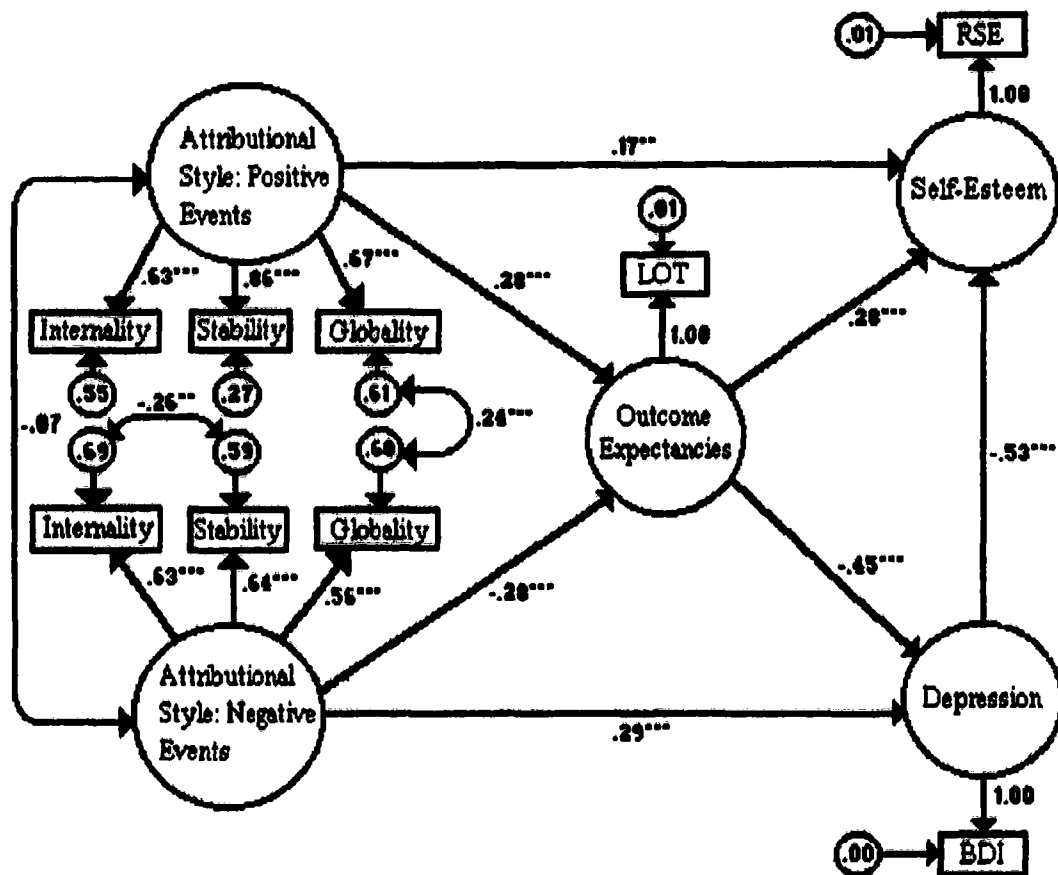 .01
RSE
1.00
Attributional
Style: Positive
Events
.17**
Self-Esteem
.01
LOT
1.00
.63***
.86***
.67***
.28***
.28***
Internality
Stability
Globality
.55
.27
.61
-.26**
.24***
-.07
.69
.59
.68
Outcome
Expectancies
-.53***
Internality
Stability
Globality
.63***
.64***
.56***
-.28***
-.45***
Attributional
Style: Negative
Events
.29***
Depression
1.00
.00
BDI